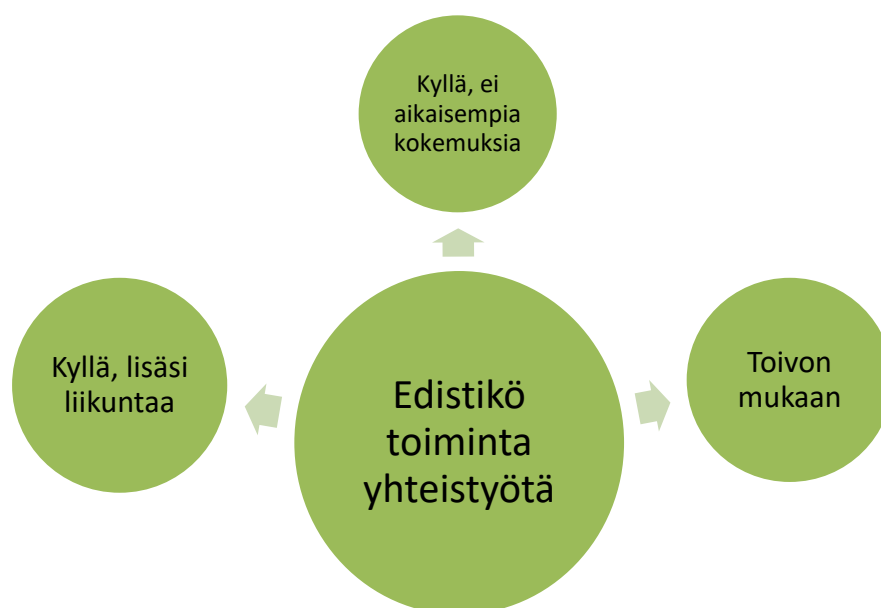 Kyllä, ei
aikaisempia
kokemuksia
Kyllä, lisäsi
liikuntaa
Edistikö
toiminta
yhteistyötä
Toivon
mukaan